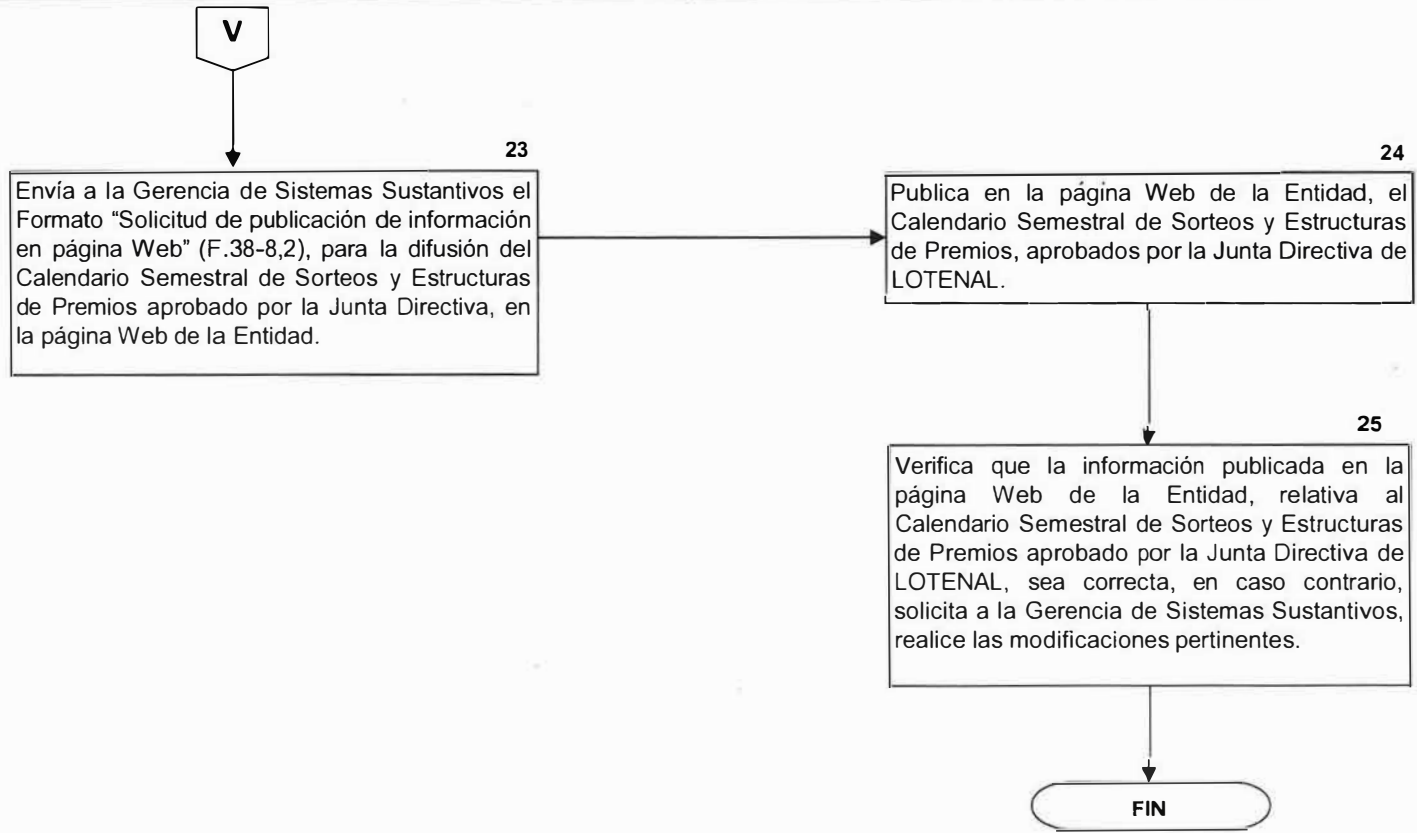 V
23
Envía a la Gerencia de Sistemas Sustantivos el
Formato “Solicitud de publicación de información
en página Web” (F.38-8,2), para la difusión del
Calendario Semestral de Sorteos y Estructuras
de Premios aprobado por la Junta Directiva, en
la página Web de la Entidad.
24
Publica en la página Web de la Entidad, el
Calendario Semestral de Sorteos y Estructuras
de Premios, aprobados por la Junta Directiva de
LOTENAL.
25
Verifica que la información publicada en la
página Web de la Entidad, relativa al
Calendario Semestral de Sorteos y Estructuras
de Premios aprobado por la Junta Directiva de
LOTENAL, sea correcta, en caso contrario,
solicita a la Gerencia de Sistemas Sustantivos,
realice las modificaciones pertinentes.
FIN